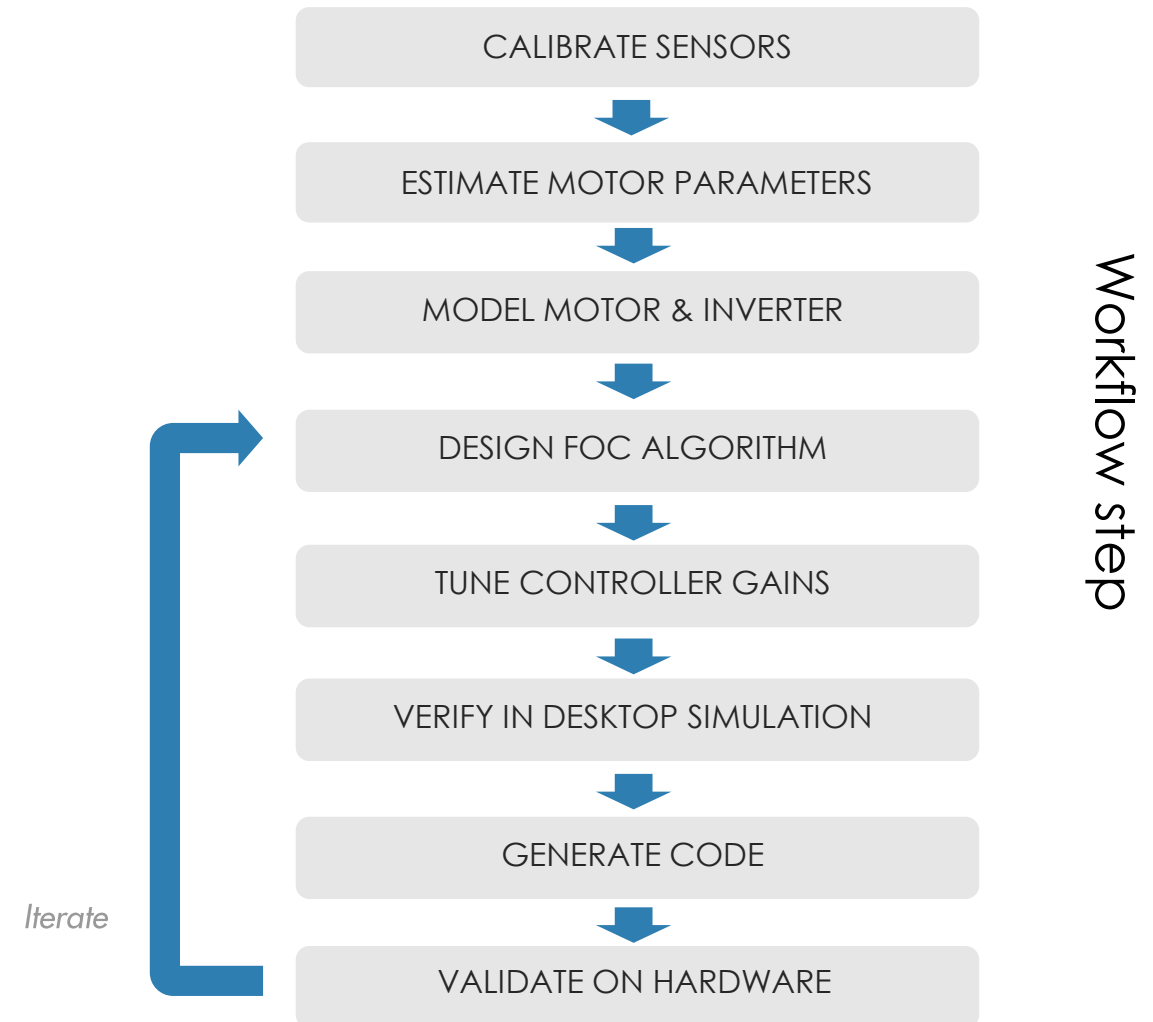 CALIBRATE SENSORS
ESTIMATE MOTOR PARAMETERS
MODEL MOTOR & INVERTER
DESIGN FOC ALGORITHM
TUNE CONTROLLER GAINS
VERIFY IN DESKTOP SIMULATION
GENERATE CODE
VALIDATE ON HARDWARE
Iterate
Workflow step